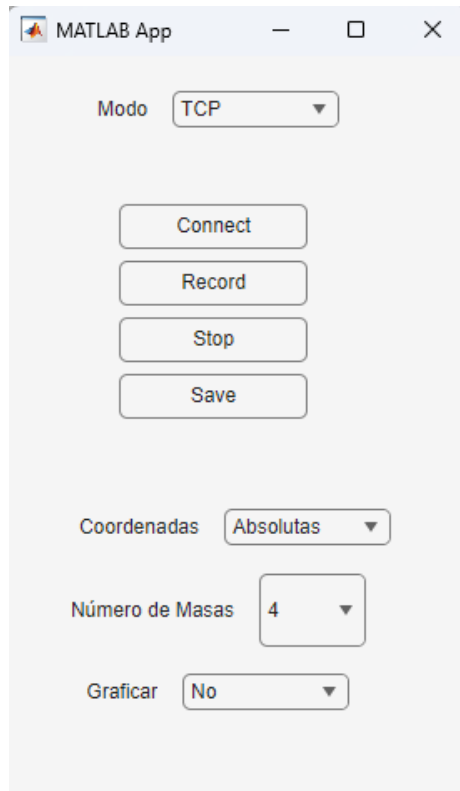 MATLAB App
Modo TCP
Connect
Record
Stop
Save
Coordenadas Absolutas
Número de Masas 4
Graficar No